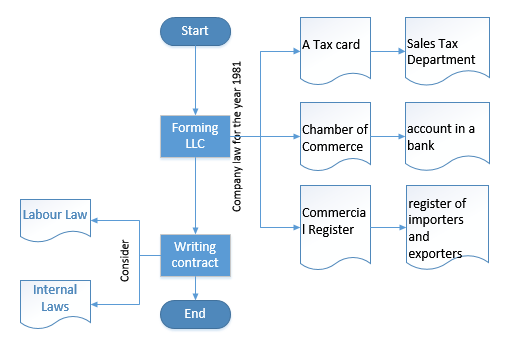 Start
A Tax card
Sales Tax
Department
Company law for the year 1981
Forming
LLC
Chamber of
Commerce
account in a
bank
Commercia
l Register
register of
importers
and
exporters
Labour Law
Consider
Writing
contract
Internal
Laws
End